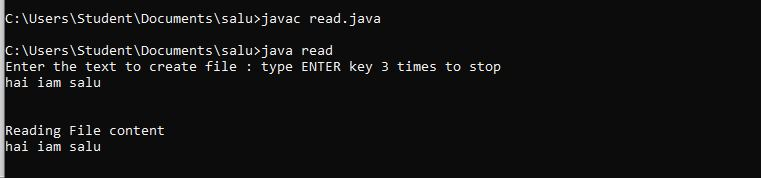 C:\Users\Student\Documents\salu>javac read.java
C:\Users\Student\Documents\salu>java read
Enter the text to create file : type ENTER key 3 times to stop
hai iam salu
Reading File content
hai iam salu